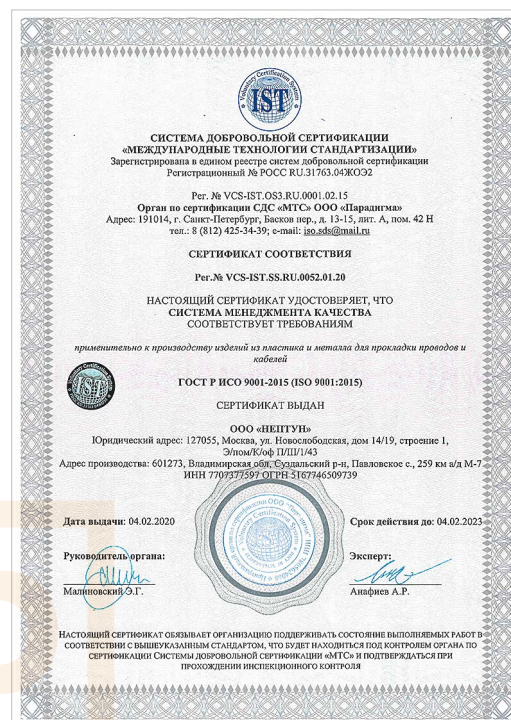 Voluntary Certification System
IST
СИСТЕМА ДОБРОВОЛЬНОЙ СЕРТИФИКАЦИИ
«МЕЖДУНАРОДНЫЕ ТЕХНОЛОГИИ СТАНДАРТИЗАЦИИ»
Зарегистрирована в едином реестре систем добровольной сертификации
Регистрационный № РОСС RU.31763.04ЖОЭ2
Рег. № VCS-IST.OS3.RU.0001.02.15
Орган по сертификации СДС «МТС» ООО «Парадигма»
Адрес: 191014, г. Санкт-Петербург, Басков пер., д. 13-15, лит. А, пом. 42 Н
тел.: 8 (812) 425-34-39; e-mail: iso.sds@mail.ru
СЕРТИФИКАТ СООТВЕТСТВИЯ
Рег.№ VCS-IST.SS.RU.0052.01.20
НАСТОЯЩИЙ СЕРТИФИКАТ УДОСТОВЕРЯЕТ, ЧТО
СИСТЕМА МЕНЕДЖМЕНТА КАЧЕСТВА
СООТВЕТСТВУЕТ ТРЕБОВАНИЯМ
применительно к производству изделий из пластика и металла для прокладки проводов и
кабелей
IST
ГОСТ Р ИСО 9001-2015 (ISO 9001:2015)
СЕРТИФИКАТ ВЫДАН
ООО «НЕПТУН»
Юридический адрес: 127055, Москва, ул. Новослободская, дом 14/19, строение 1,
Э/пом/К/оф П/III/1/43
Адрес производства: 601273, Владимирская обл, Суздальский р-н, Павловское с., 259 км а/д М-7
ИНН 7707377597 ОГРН 5167746509739
Дата выдачи: 04.02.2020
Срок действия до: 04.02.2023
Руководитель органа:
Эксперт:
Малиновский Э.Г.
Анафиев А.Р.
НАСТОЯЩИЙ СЕРТИФИКАТ ОБЯЗЫВАЕТ ОРГАНИЗАЦИЮ ПОДДЕРЖИВАТЬ СОСТОЯНИЕ ВЫПОЛНЯЕМЫХ РАБОТ В
СООТВЕТСТВИИ С ВЫШЕУКАЗАННЫМ СТАНДАРТОМ, ЧТО БУДЕТ НАХОДИТЬСЯ ПОД КОНТРОЛЕМ ОРГАНА ПО
СЕРТИФИКАЦИИ СИСТЕМЫ ДОБРОВОЛЬНОЙ СЕРТИФИКАЦИИ «МТС» И ПОДТВЕРЖДАТЬСЯ ПРИ
ПРОХОЖДЕНИИ ИНСПЕКЦИОННОГО КОНТРОЛЯ